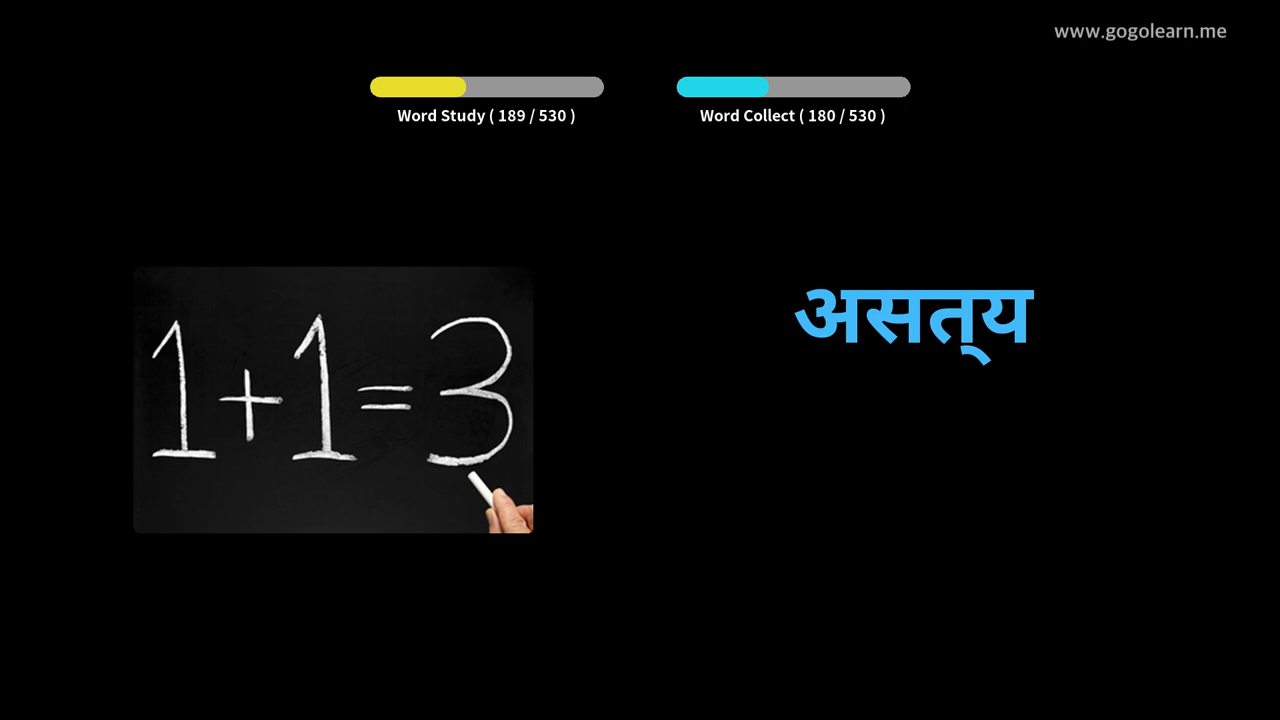 www.gogolearn.me
Word Study ( 189 / 530 )
Word Collect ( 180 / 530 )
असत्‌य
1+1=3